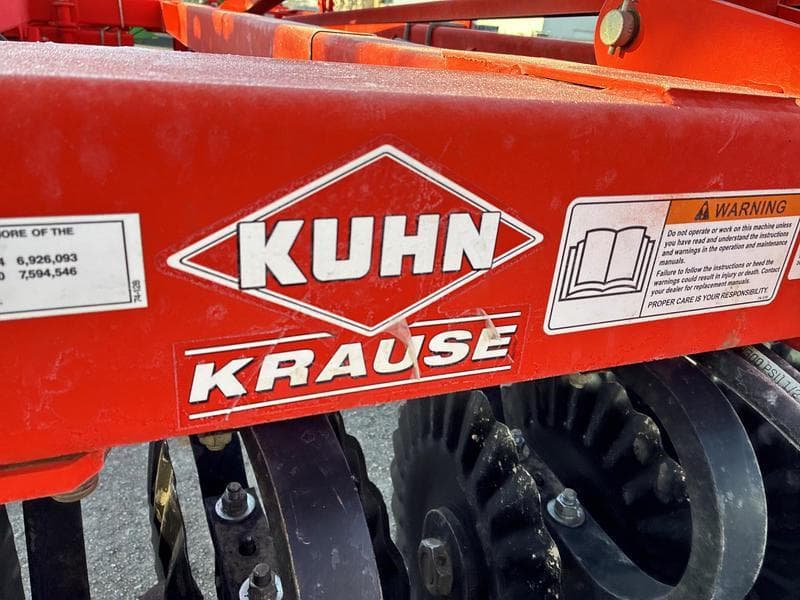 ORE OF THE
4 6,926,093
0 7,594,546
74-028
KUHN
KRAUSE
WARNING
Do not operate or work on this machine unless
you have read and understand the instructions
and warnings in the operation and maintenance
manuals.
Failure to follow the instructions or heed the
warnings could result in injury or death. Contact
your dealer for replacement manuals.
PROPER CARE IS YOUR RESPONSIBILITY.
PSI